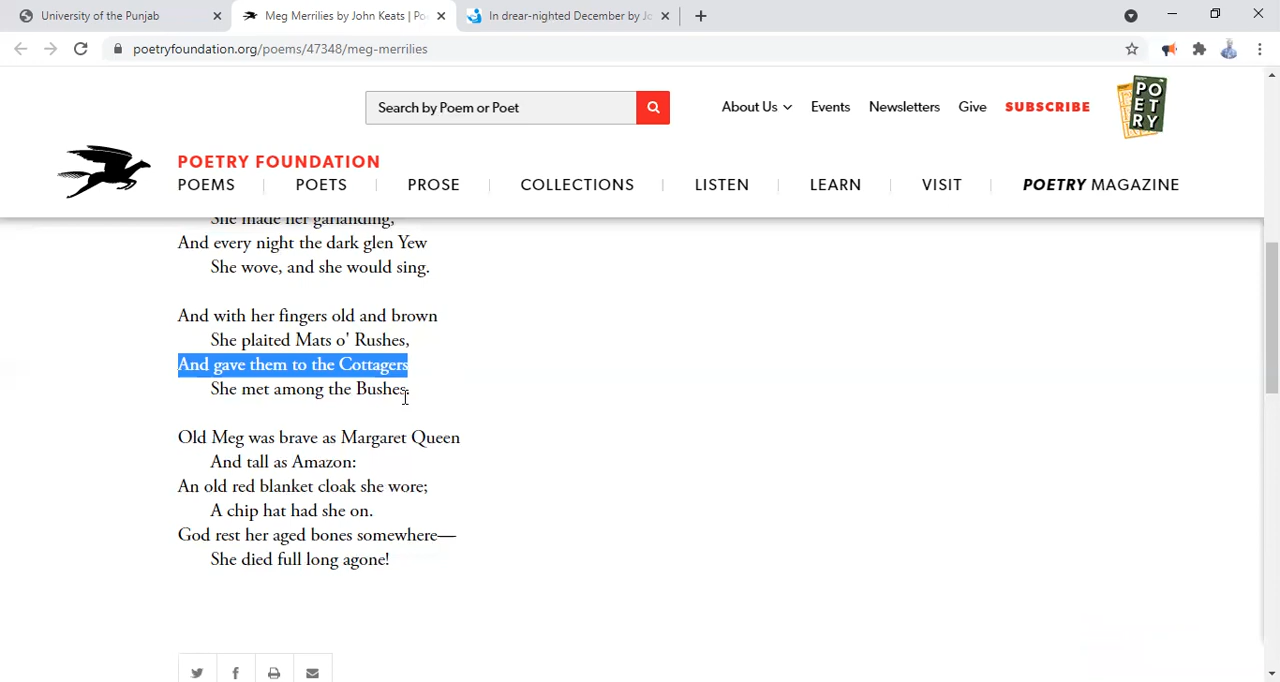 University of the Punjab
Meg Merrilies by John Keats | Po
In drear-nighted December by Jo
poetryfoundation.org/poems/47348/meg-merrilies
Search by Poem or Poet
About Us
Events
Newsletters
Give
SUBSCRIBE
PO
ET
RY
POETRY FOUNDATION
POEMS
POETS
PROSE
COLLECTIONS
LISTEN
LEARN
VISIT
POETRY MAGAZINE
She made her garlanding,
And every night the dark glen Yew
She wove, and she would sing.
And with her fingers old and brown
She plaited Mats o' Rushes,
And gave them to the Cottagers
She met among the Bushes.
Old Meg was brave as Margaret Queen
And tall as Amazon:
An old red blanket cloak she wore;
A chip hat had she on.
God rest her aged bones somewhere—
She died full long agone!